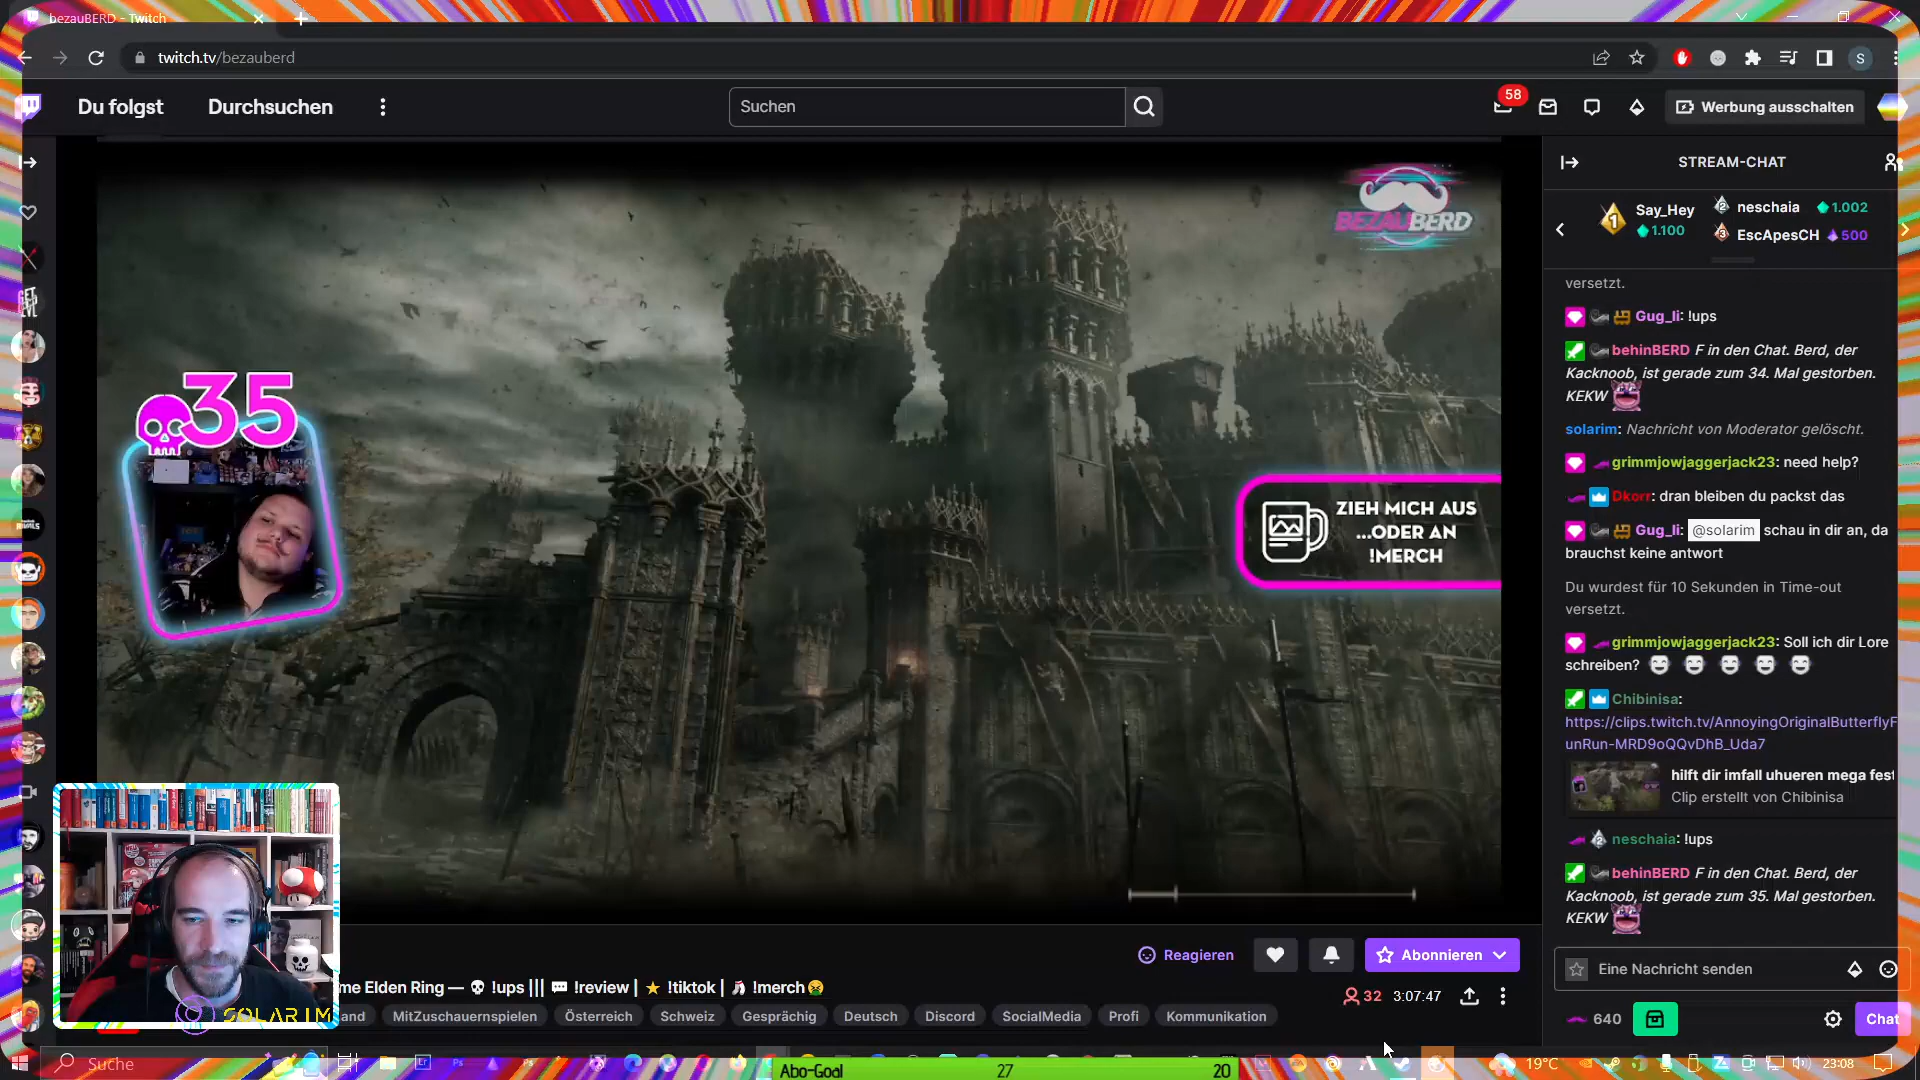 bezauBERD - Twitch
twitch.tv/bezauberd
S
Du folgst
Durchsuchen
Suchen
58
Werbung ausschalten
STREAM-CHAT
1
Say_Hey
1.100
2
neschaia
1.002
3
EscApesCH
500
BEZAUBERD
35
ZIEH MICH AUS
...ODER AN
!MERCH
versetzt.
Gug_li: !ups
behinBERD F in den Chat. Berd, der
Kacknoob, ist gerade zum 34. Mal gestorben.
KEKW
solarim: Nachricht von Moderator gelöscht.
grimmjowjaggerjack23: need help?
Dkorr: dran bleiben du packst das
Gug_li: @solarim schau in dir an, da
brauchst keine antwort
Du wurdest für 10 Sekunden in Time-out
versetzt.
grimmjowjaggerjack23: Soll ich dir Lore
schreiben?
Chibinisa:
https://clips.twitch.tv/AnnoyingOriginalButterflyF
unRun-MRD9oQQvDhB_Uda7
hilft dir imfall uhueren mega fest
Clip erstellt von Chibinisa
neschaia: !ups
behinBERD F in den Chat. Berd, der
Kacknoob, ist gerade zum 35. Mal gestorben.
KEKW
Eine Nachricht senden
640
Chat
Reagieren
Abonnieren
me Elden Ring — !ups ||| !review | !tiktok | !merch
32
3:07:47
and
MitZuschauernspielen
Österreich
Schweiz
Gesprächig
Deutsch
Discord
SocialMedia
Profi
Kommunikation
SOLARIM
Suche
Abo-Goal
27
20
19°C
23:08